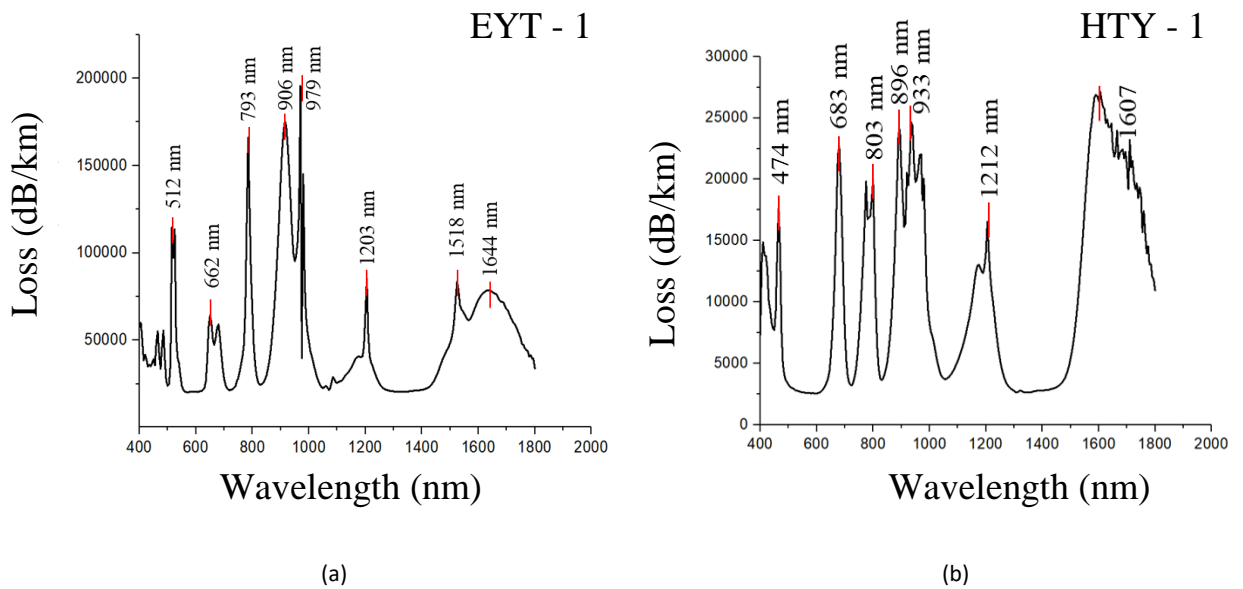 EYT - 1
Loss (dB/km)
200000
150000
100000
50000
512 nm
662 nm
793 nm
906 nm
979 nm
1203 nm
1518 nm
1644 nm
400 600 800 1000 1200 1400 1600 1800 2000
Wavelength (nm)
(a)
HTY - 1
Loss (dB/km)
30000
25000
20000
15000
10000
5000
0
474 nm
683 nm
803 nm
896 nm
933 nm
1212 nm
1607
400 600 800 1000 1200 1400 1600 1800 2000
Wavelength (nm)
(b)